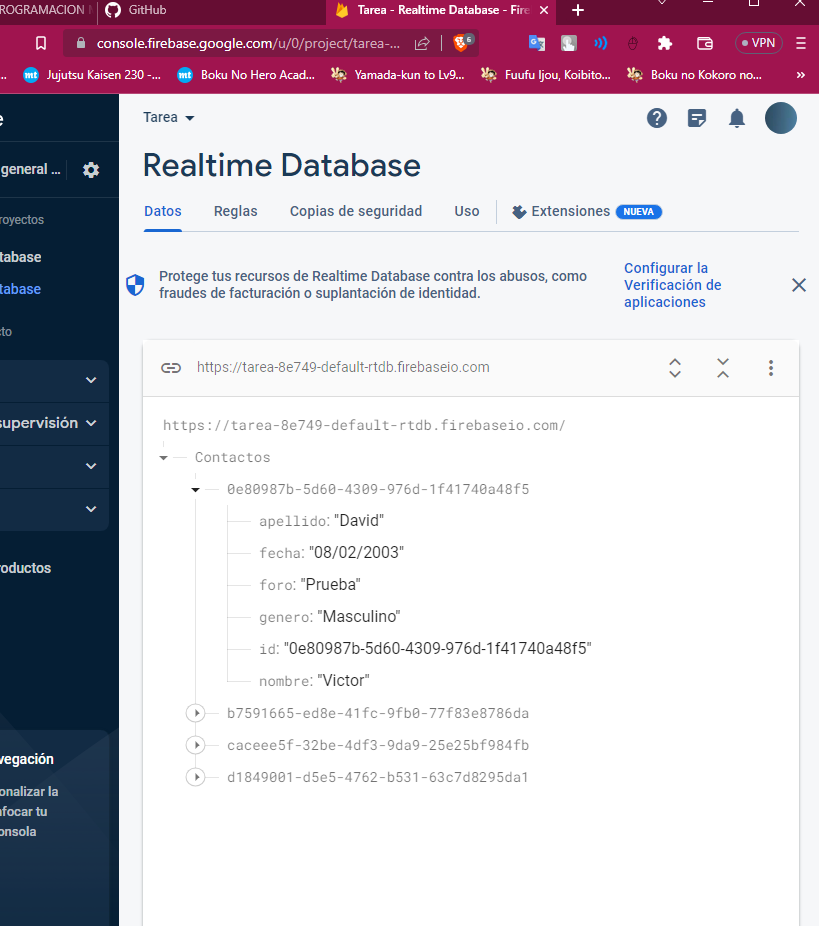 ROGRAMACION
GitHub
Tarea - Realtime Database - Fire
console.firebase.google.com/u/0/project/tarea-...
6
VPN
...
mt Jujutsu Kaisen 230 -...
mt Boku No Hero Acad...
Yamada-kun to Lv9...
Fuufu Ijou, Koibito...
Boku no Kokoro no...
»
e
general ...
royectos
tabase
tabase
cto
supervisión
roductos
vegación
onalizar la
nfocar tu
onsola
Tarea
Realtime Database
Datos
Reglas
Copias de seguridad
Uso
Extensiones
NUEVA
Protege tus recursos de Realtime Database contra los abusos, como
fraudes de facturación o suplantación de identidad.
Configurar la
Verificación de
aplicaciones
https://tarea-8e749-default-rtdb.firebaseio.com
https://tarea-8e749-default-rtdb.firebaseio.com/
Contactos
0e80987b-5d60-4309-976d-1f41740a48f5
apellido: "David"
fecha: "08/02/2003"
foro: "Prueba"
genero: "Masculino"
id: "0e80987b-5d60-4309-976d-1f41740a48f5"
nombre: "Victor"
b7591665-ed8e-41fc-9fb0-77f83e8786da
caceee5f-32be-4df3-9da9-25e25bf984fb
d1849001-d5e5-4762-b531-63c7d8295da1